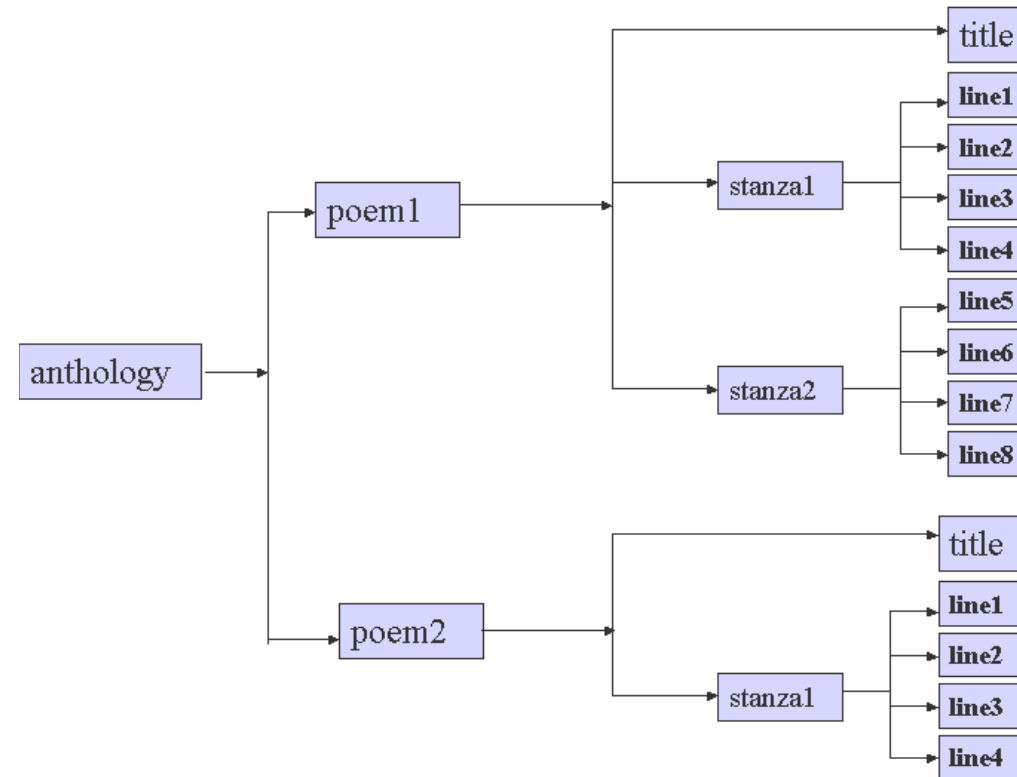 anthology
poem1
title
stanza1
line1
line2
line3
line4
stanza2
line5
line6
line7
line8
poem2
title
stanza1
line1
line2
line3
line4